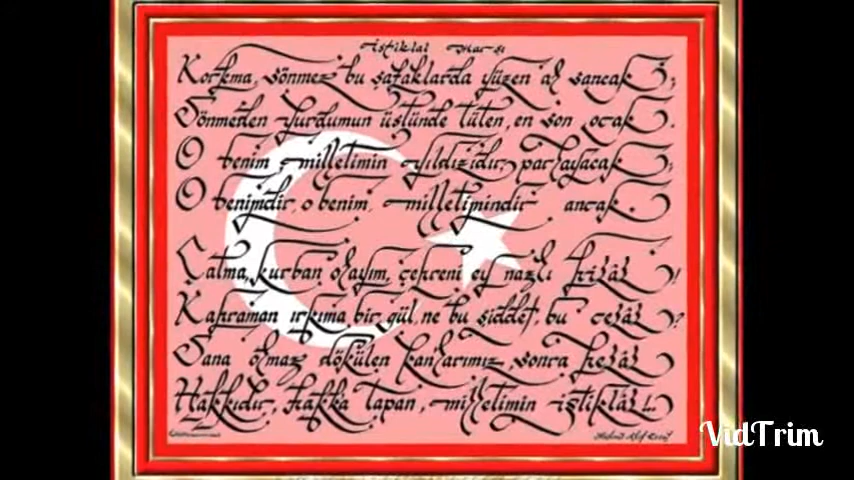 İstiklal Marşı
Korkma, sönmez bu şafaklarda yüzen al sancak;
Sönmeden yurdumun üstünde tüten, en son ocak.
O benim milletimin yıldızıdır, parlayacak;
O benimdir, o benim, milletimindir ancak.
Çatma, kurban olayım, çehreni ey nazlı hilâl!
Kahraman ırkıma bir gül, ne bu şiddet, bu celâl?
Sana olmaz dökülen kanlarımız, sonra helâl
Hakkıdır, Hakka tapan, milletimin istiklâl!..
Mehmet Akif Ersoy
VidTrim